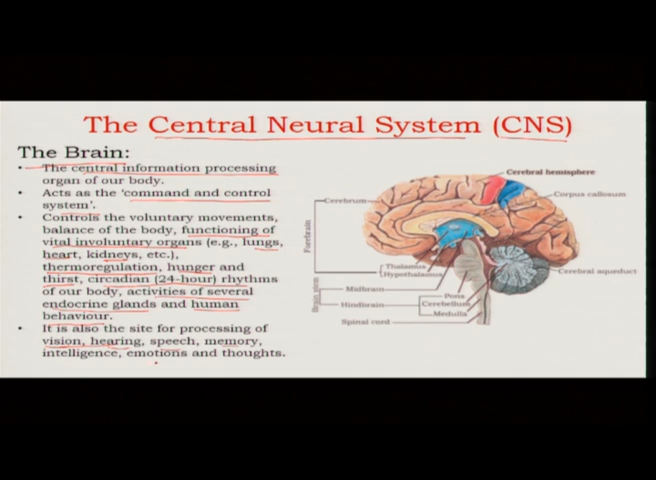 The Central Neural System (CNS)
The Brain:
• The central information processing
organ of our body.
• Acts as the 'command and control
system'.
• Controls the voluntary movements,
balance of the body, functioning of
vital involuntary organs (e.g., lungs,
heart, kidneys, etc.),
thermoregulation, hunger and
thirst, circadian (24-hour) rhythms
of our body, activities of several
endocrine glands and human
behaviour.
• It is also the site for processing of
vision, hearing, speech, memory,
intelligence, emotions and thoughts.
Cerebral hemisphere
Corpus callosum
Cerebrum
Forebrain
Thalamus
Hypothalamus
Cerebral aqueduct
Brain stem
Midbrain
Hindbrain
Pons
Cerebellum
Medulla
Spinal cord